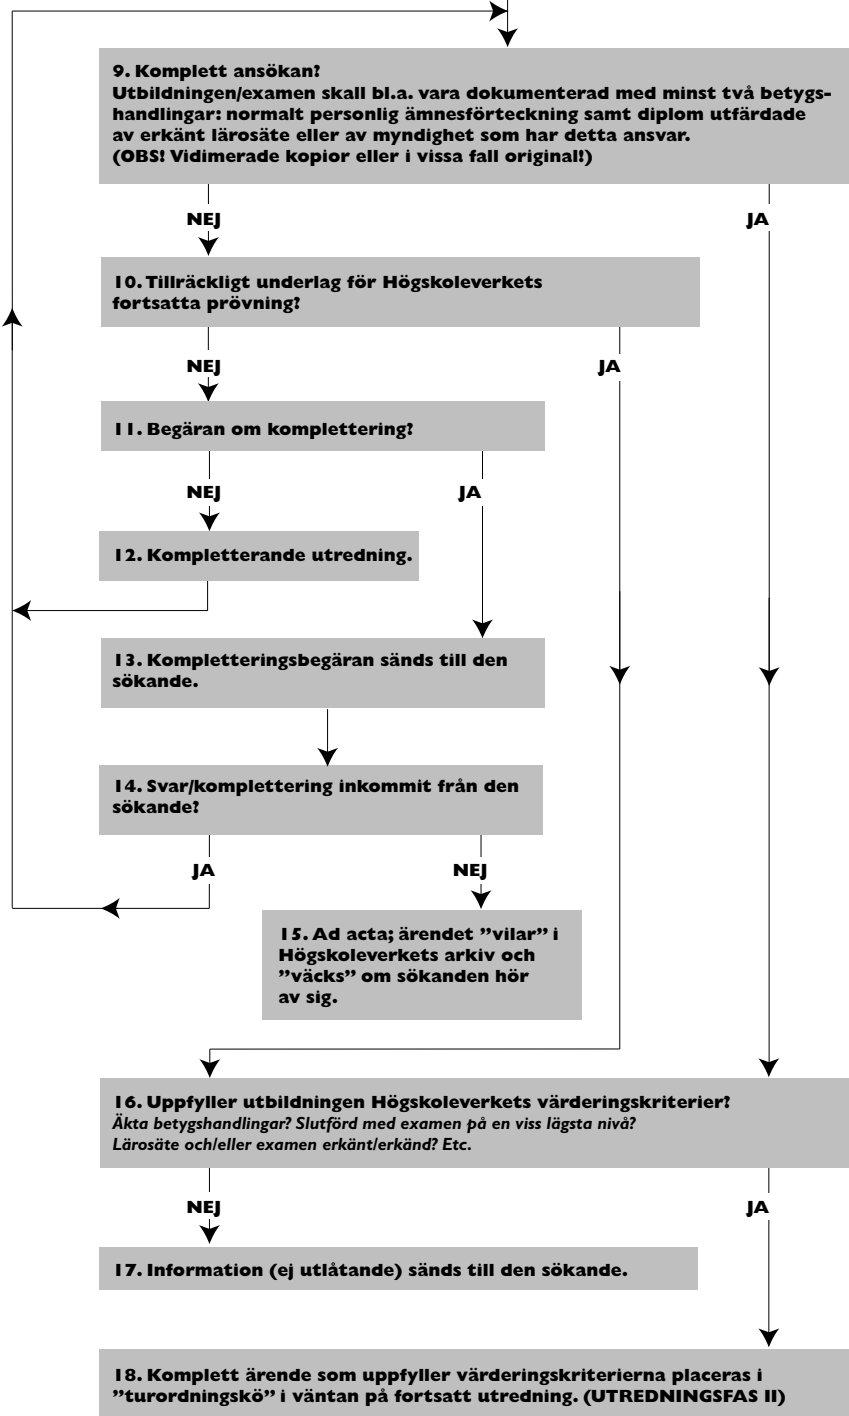 9. Komplett ansökan?
Utbildningen/examen skall bl.a. vara dokumenterad med minst två betygs-
handlingar: normalt personlig ämnesförteckning samt diplom utfärdade
av erkänt lärosäte eller av myndighet som har detta ansvar.
(OBS! Vidimerade kopior eller i vissa fall original!)
NEJ
JA
10. Tillräckligt underlag för Högskoleverkets
fortsatta prövning?
NEJ
JA
11. Begäran om komplettering?
NEJ
JA
12. Kompletterande utredning.
13. Kompletteringsbegäran sänds till den
sökande.
14. Svar/komplettering inkommit från den
sökande?
JA
NEJ
15. Ad acta; ärendet ”vilar” i
Högskoleverkets arkiv och
”väcks” om sökanden hör
av sig.
16. Uppfyller utbildningen Högskoleverkets värderingskriterier?
Äkta betygshandlingar? Slutförd med examen på en viss lägsta nivå?
Lärosäte och/eller examen erkänt/erkänd? Etc.
NEJ
JA
17. Information (ej utlåtande) sänds till den sökande.
18. Komplett ärende som uppfyller värderingskriterierna placeras i
”turordningskö” i väntan på fortsatt utredning. (UTREDNINGSFAS II)